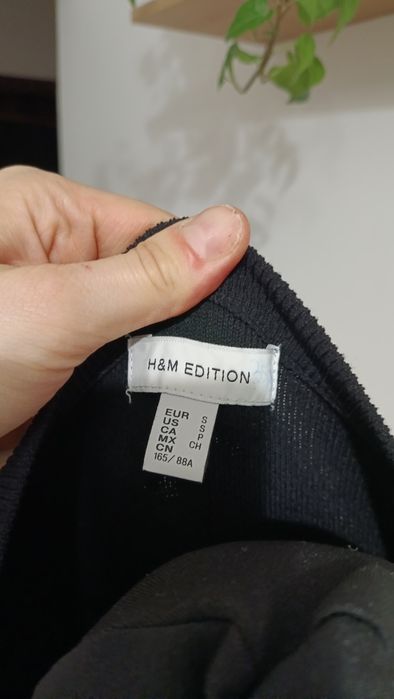 H&M EDITION
EUR S
US S
CA P
MX CH
CN
165/88A